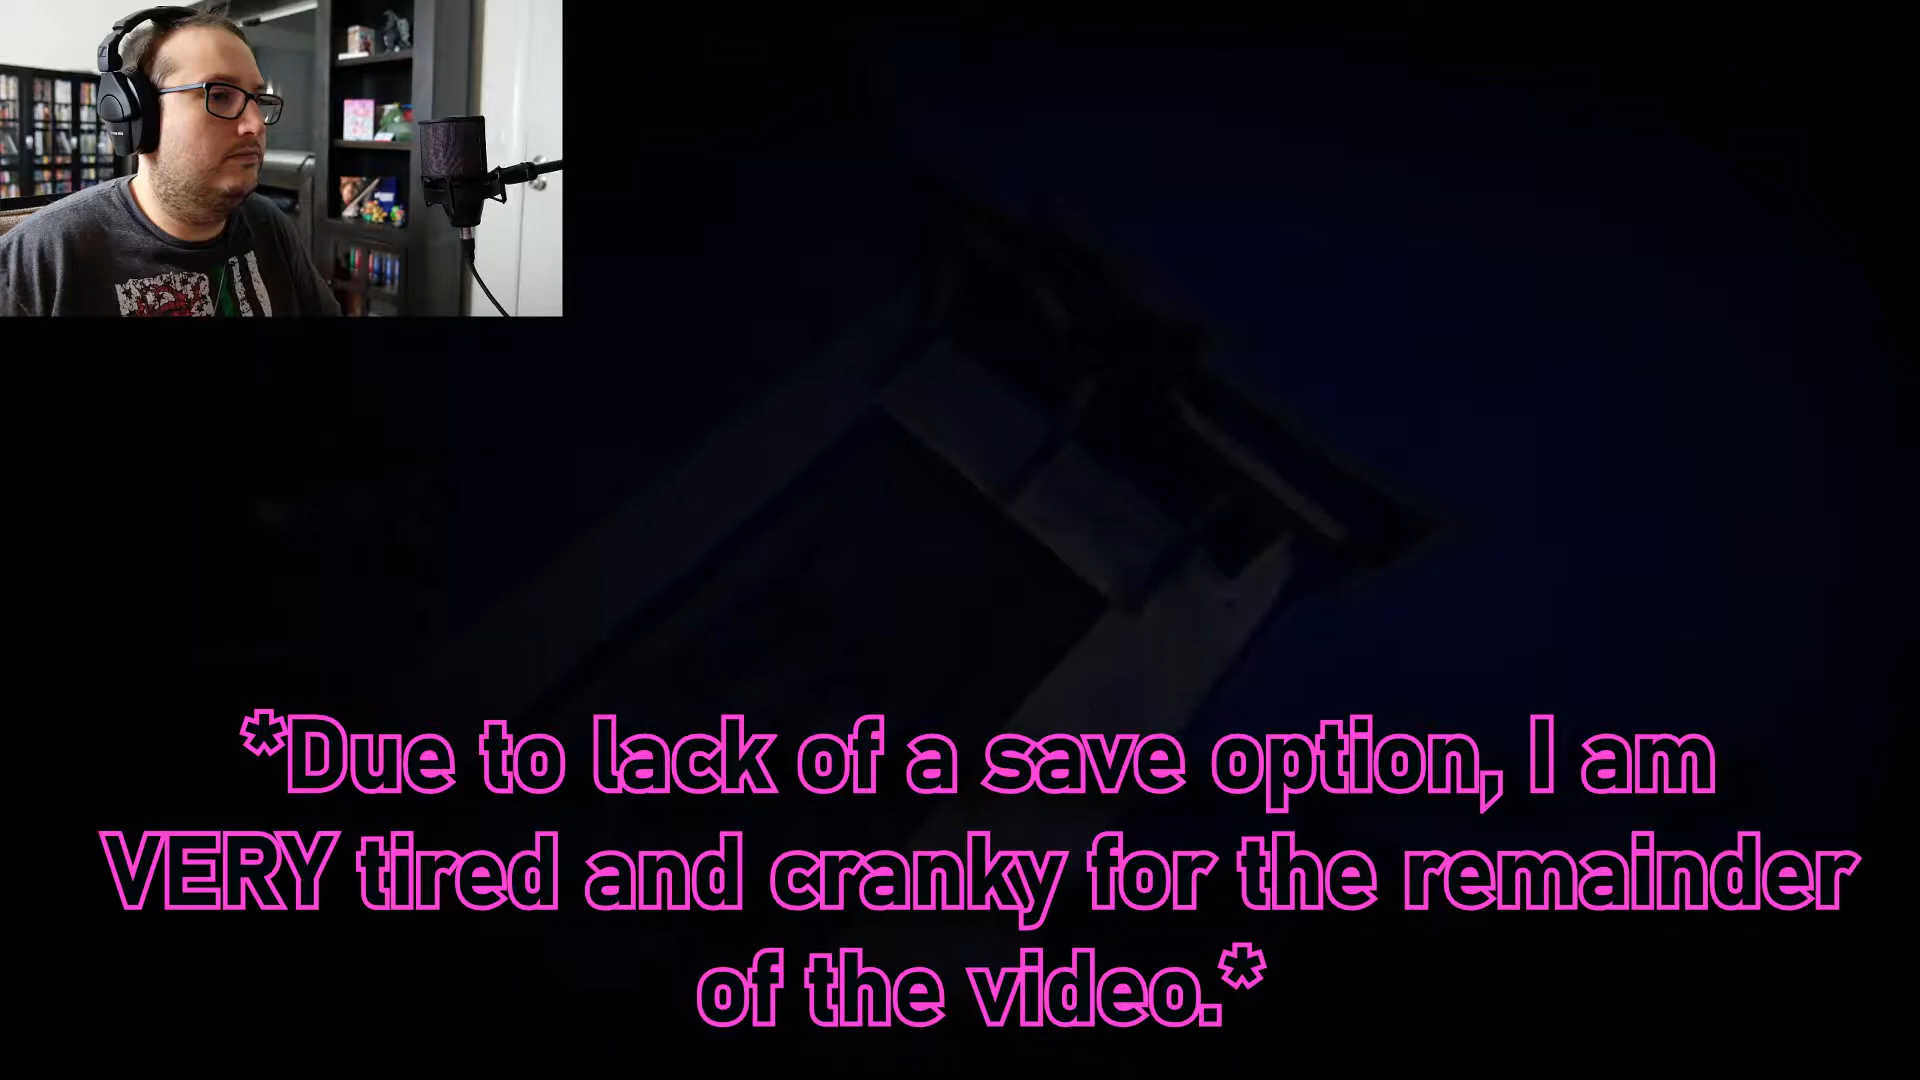 *Due to lack of a save option, I am
VERY tired and cranky for the remainder
of the video.*